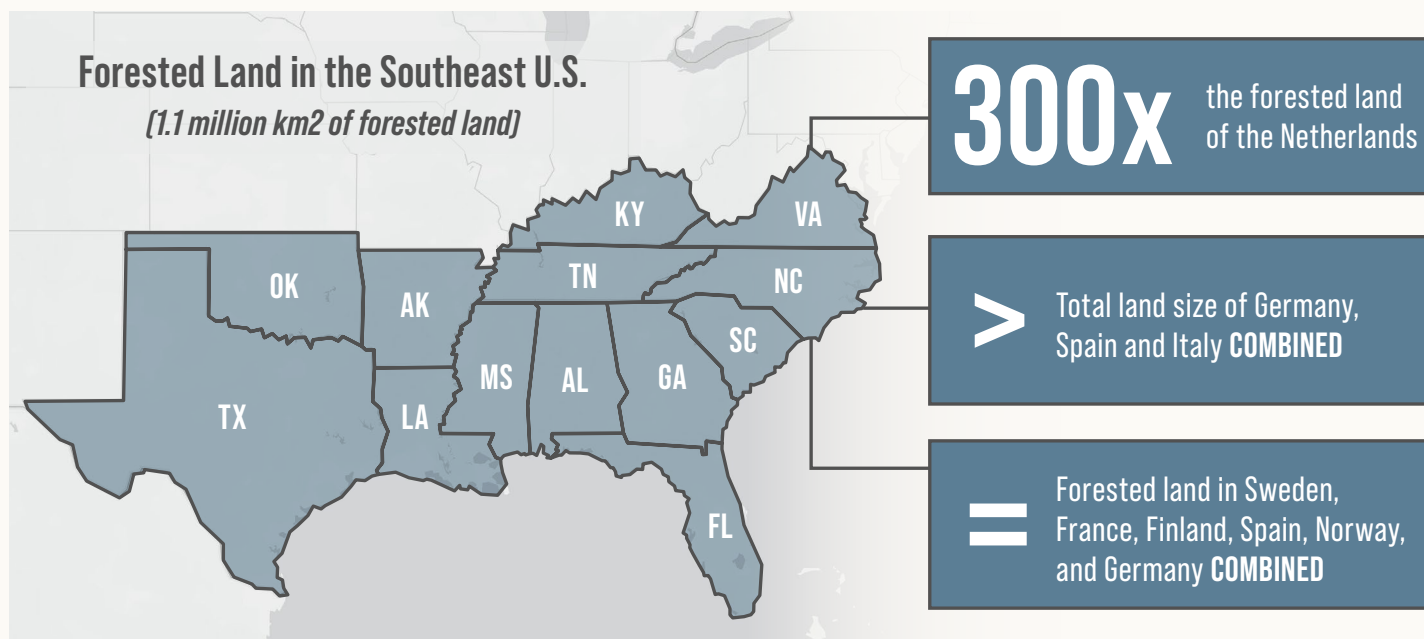 Forested Land in the Southeast U.S.
(1.1 million km2 of forested land)
300x
the forested land
of the Netherlands
KY
VA
TN
NC
OK
AK
SC
MS
AL
GA
TX
LA
FL
>
Total land size of Germany,
Spain and Italy COMBINED
=
Forested land in Sweden,
France, Finland, Spain, Norway,
and Germany COMBINED